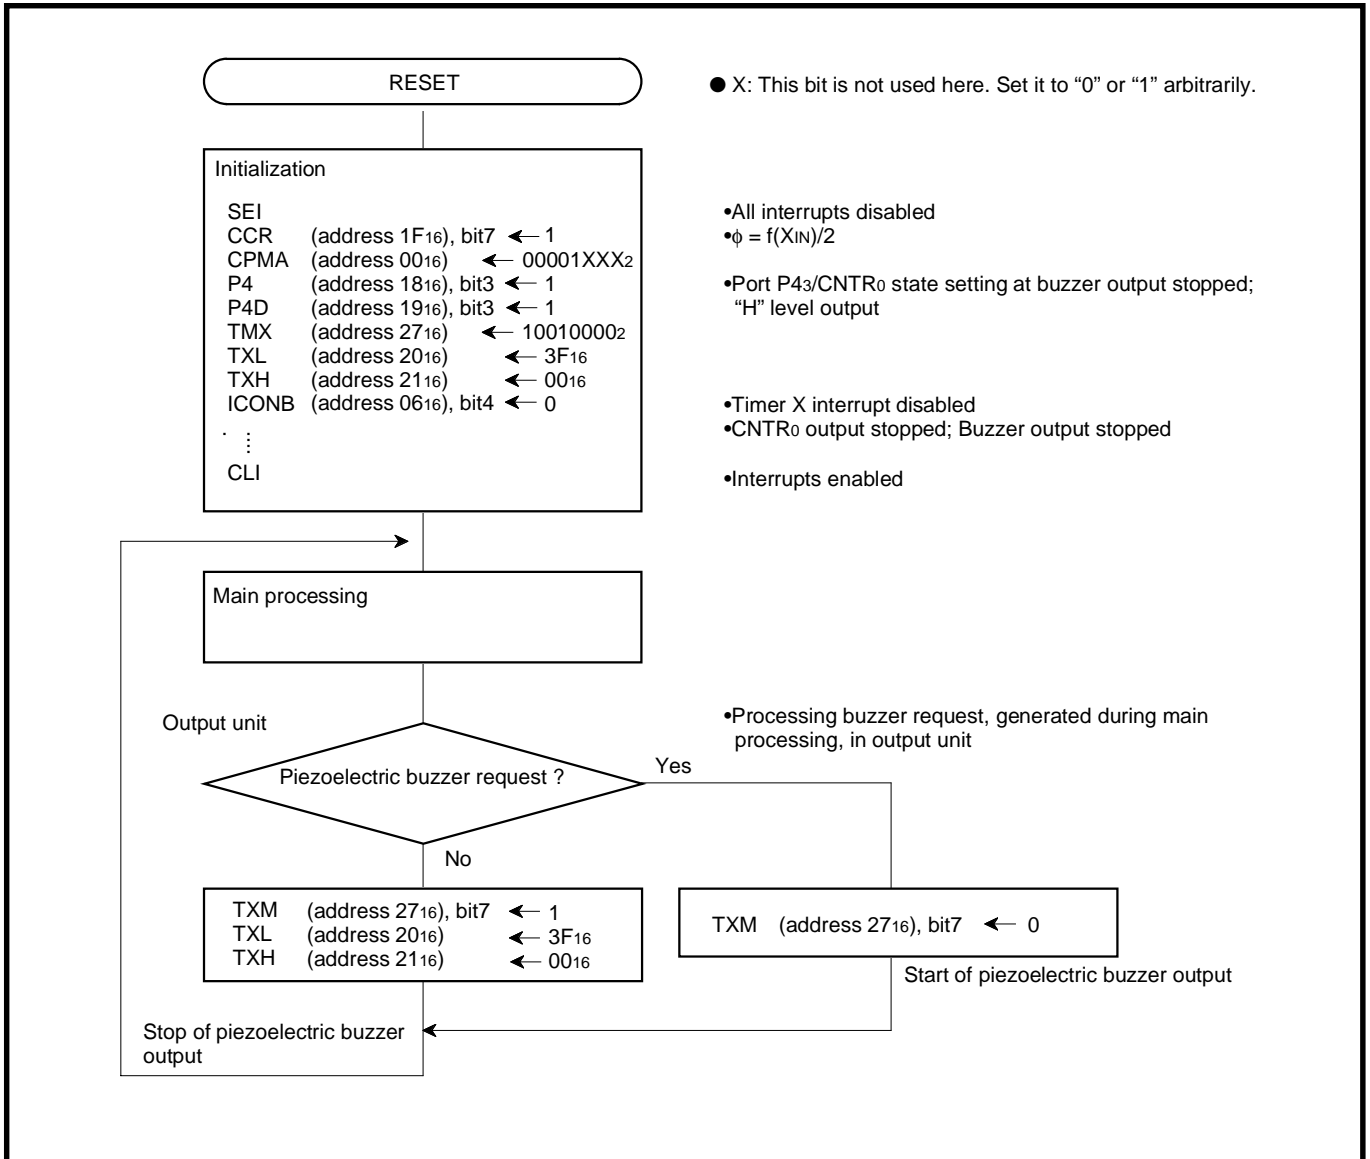 RESET
● X: This bit is not used here. Set it to “0” or “1” arbitrarily.
Initialization
SEI
•All interrupts disabled
CCR (address 1F16), bit7 ← 1
•ϕ = f(XIN)/2
CPMA (address 0016) ← 00001XXX2
P4 (address 1816), bit3 ← 1
•Port P43/CNTR0 state setting at buzzer output stopped;
“H” level output
P4D (address 1916), bit3 ← 1
TMX (address 2716) ← 100100002
TXL (address 2016) ← 3F16
TXH (address 2116) ← 0016
ICONB (address 0616), bit4 ← 0
•Timer X interrupt disabled
•CNTR0 output stopped; Buzzer output stopped
CLI
•Interrupts enabled
Main processing
Output unit
•Processing buzzer request, generated during main
processing, in output unit
Piezoelectric buzzer request ?
Yes
No
TXM (address 2716), bit7 ← 1
TXL (address 2016) ← 3F16
TXH (address 2116) ← 0016
TXM (address 2716), bit7 ← 0
Start of piezoelectric buzzer output
Stop of piezoelectric buzzer
output